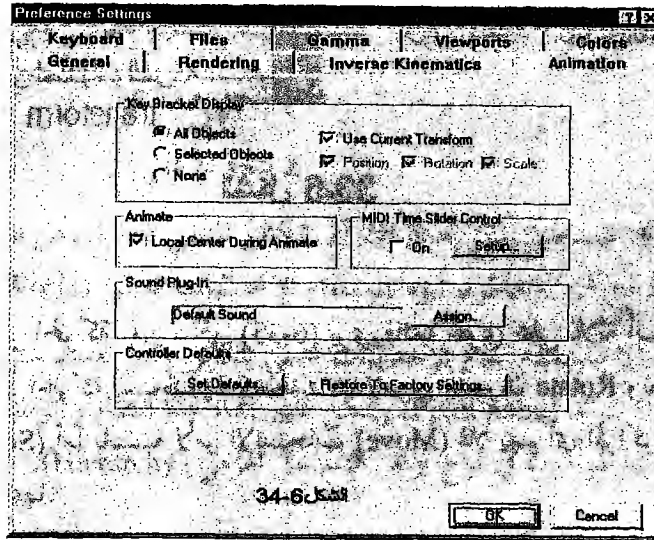 Preference Settings
Keyboard Files Gamma Viewports Colors
General Rendering Inverse Kinematics Animation
Key Bracket Display
All Objects
Selected Objects
None
Use Current Transform
Position Rotation Scale
Animate
Local Center During Animate
MIDI Time Slider Control
On Setup...
Sound Plug-In
Default Sound Assign...
Controller Defaults
Set Defaults... Restore To Factory Settings...
الشكل 6-34
OK Cancel